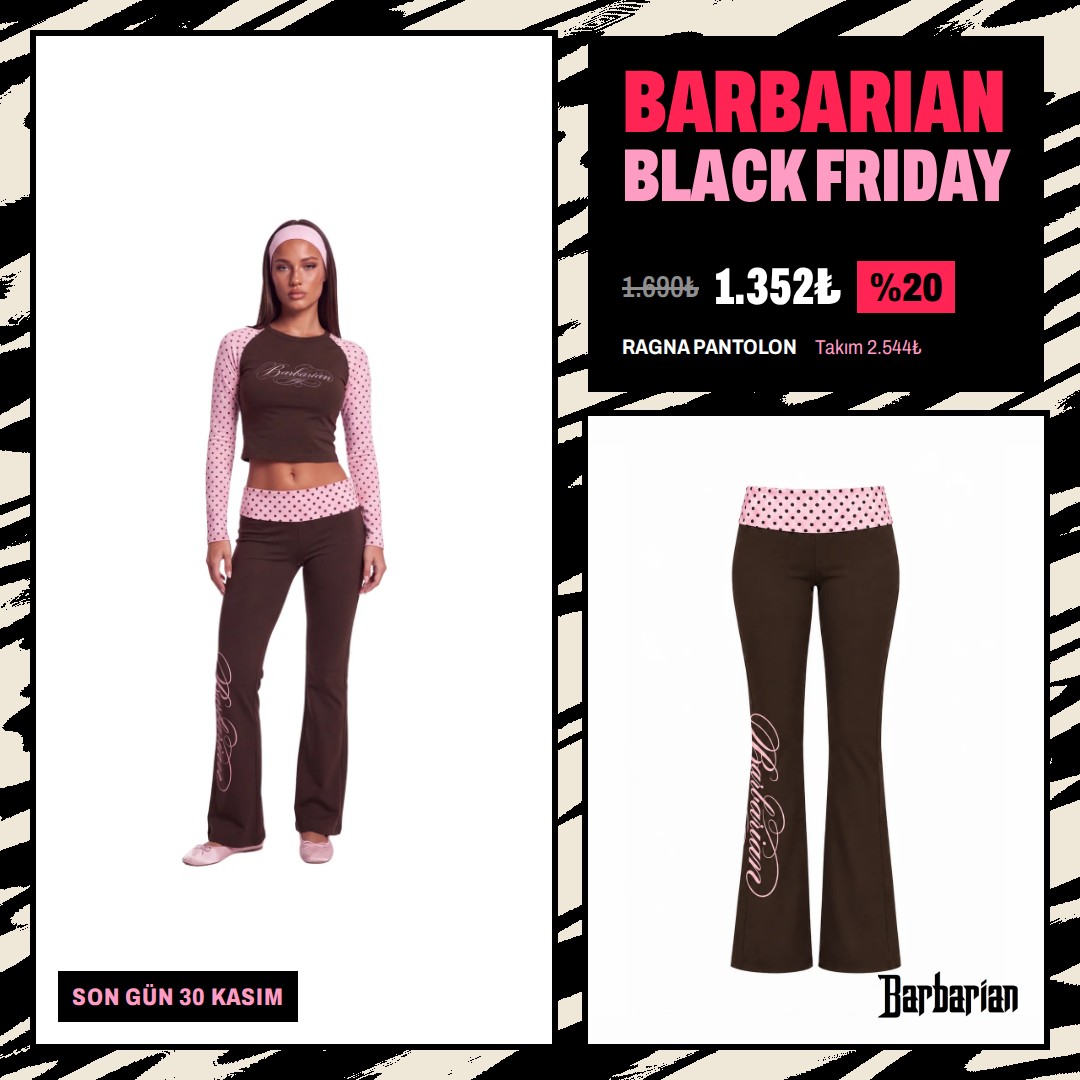 BARBARIAN
BLACK FRIDAY
1.690₺ 1.352₺ %20
RAGNA PANTOLON Takım 2.544₺
Barbarian
Barbarian
Barbarian
SON GÜN 30 KASIM
Barbarian